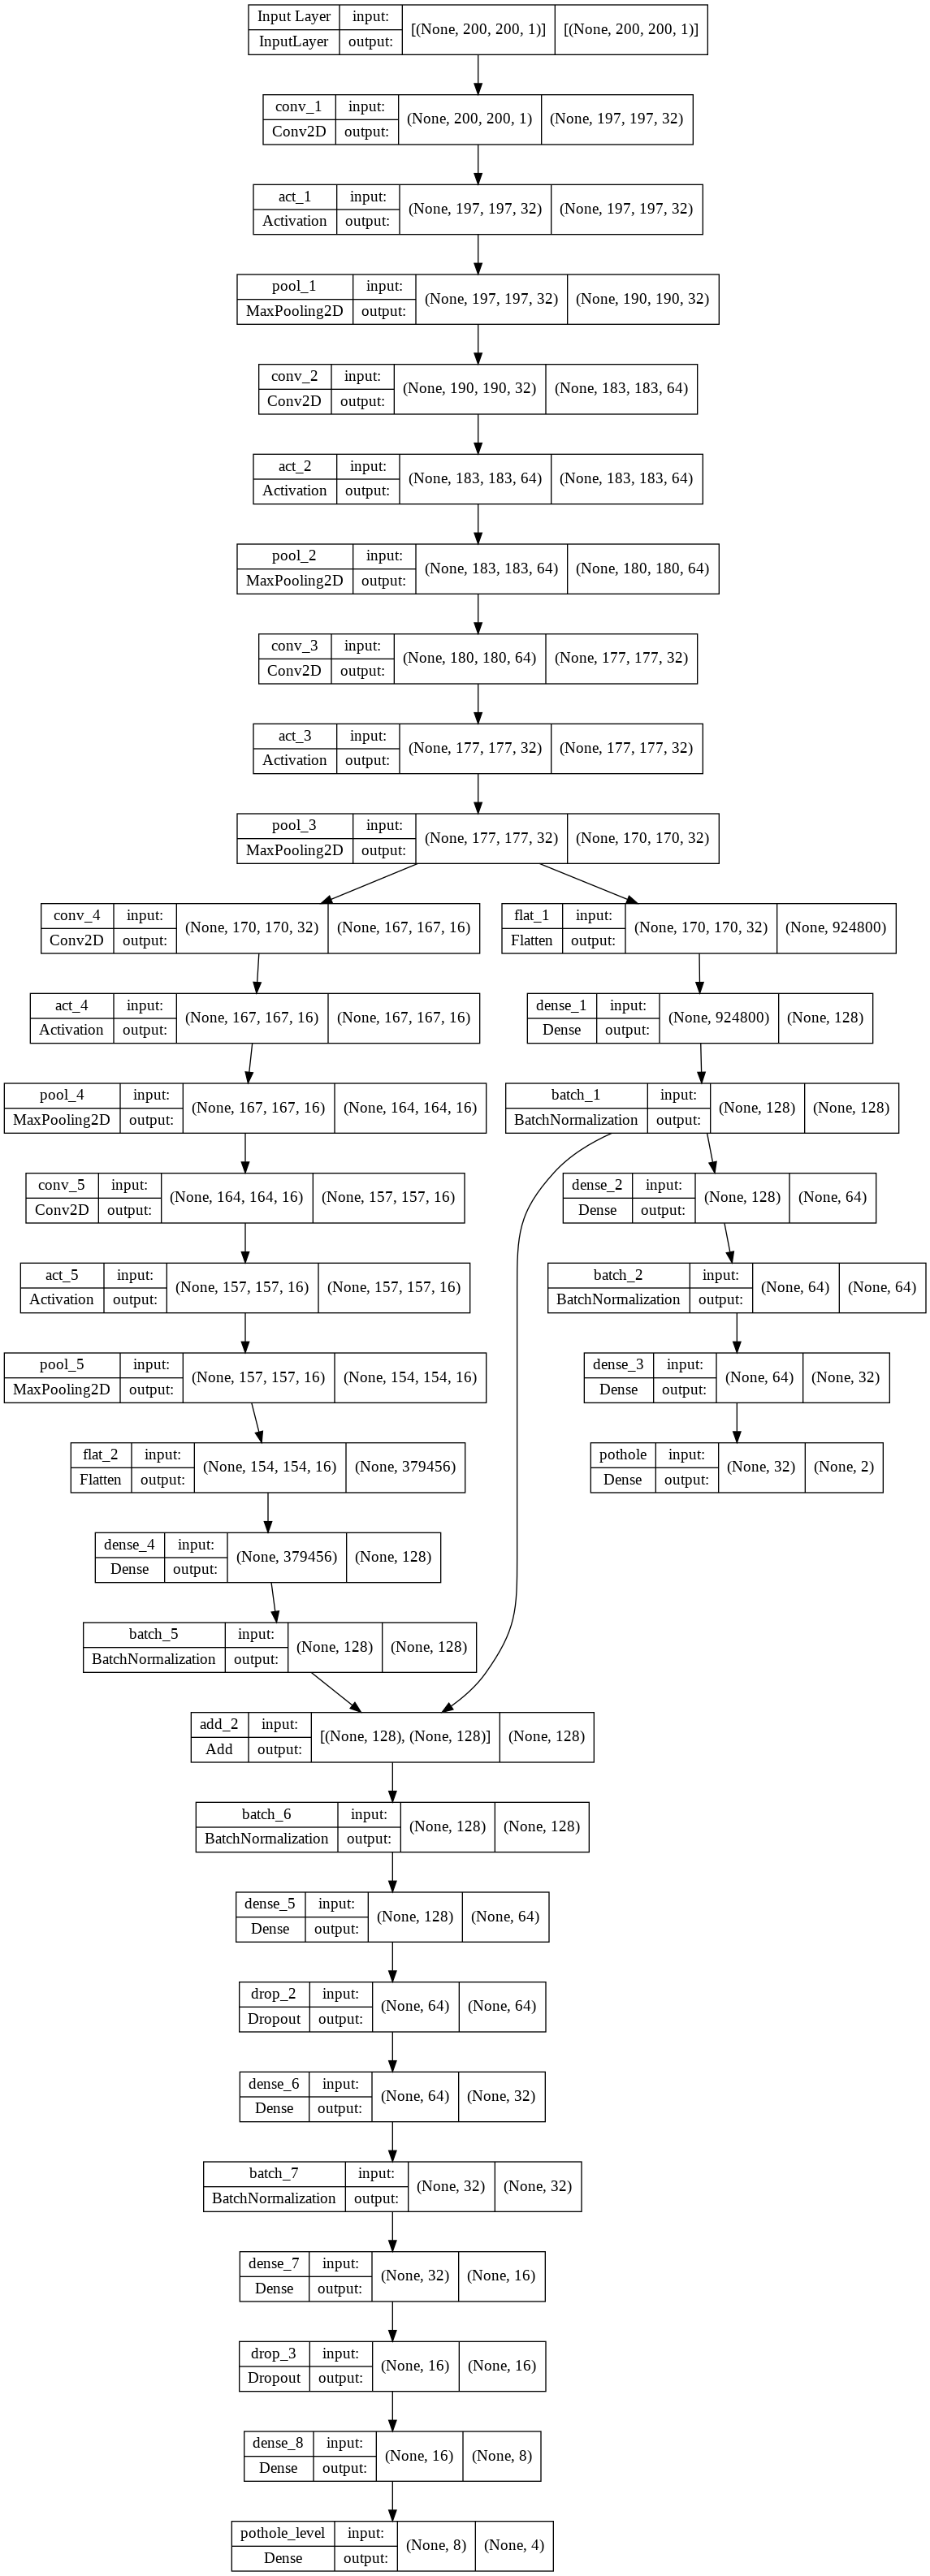 Input Layer input: [(None, 200, 200, 1)] [(None, 200, 200, 1)]
InputLayer output:
conv_1 input: (None, 200, 200, 1) (None, 197, 197, 32)
Conv2D output:
act_1 input: (None, 197, 197, 32) (None, 197, 197, 32)
Activation output:
pool_1 input: (None, 197, 197, 32) (None, 190, 190, 32)
MaxPooling2D output:
conv_2 input: (None, 190, 190, 32) (None, 183, 183, 64)
Conv2D output:
act_2 input: (None, 183, 183, 64) (None, 183, 183, 64)
Activation output:
pool_2 input: (None, 183, 183, 64) (None, 180, 180, 64)
MaxPooling2D output:
conv_3 input: (None, 180, 180, 64) (None, 177, 177, 32)
Conv2D output:
act_3 input: (None, 177, 177, 32) (None, 177, 177, 32)
Activation output:
pool_3 input: (None, 177, 177, 32) (None, 170, 170, 32)
MaxPooling2D output:
conv_4 input: (None, 170, 170, 32) (None, 167, 167, 16)
Conv2D output:
flat_1 input: (None, 170, 170, 32) (None, 924800)
Flatten output:
act_4 input: (None, 167, 167, 16) (None, 167, 167, 16)
Activation output:
dense_1 input: (None, 924800) (None, 128)
Dense output:
pool_4 input: (None, 167, 167, 16) (None, 164, 164, 16)
MaxPooling2D output:
batch_1 input: (None, 128) (None, 128)
BatchNormalization output:
conv_5 input: (None, 164, 164, 16) (None, 157, 157, 16)
Conv2D output:
dense_2 input: (None, 128) (None, 64)
Dense output:
act_5 input: (None, 157, 157, 16) (None, 157, 157, 16)
Activation output:
batch_2 input: (None, 64) (None, 64)
BatchNormalization output:
pool_5 input: (None, 157, 157, 16) (None, 154, 154, 16)
MaxPooling2D output:
dense_3 input: (None, 64) (None, 32)
Dense output:
flat_2 input: (None, 154, 154, 16) (None, 379456)
Flatten output:
pothole input: (None, 32) (None, 2)
Dense output:
dense_4 input: (None, 379456) (None, 128)
Dense output:
batch_5 input: (None, 128) (None, 128)
BatchNormalization output:
add_2 input: [(None, 128), (None, 128)] (None, 128)
Add output:
batch_6 input: (None, 128) (None, 128)
BatchNormalization output:
dense_5 input: (None, 128) (None, 64)
Dense output:
drop_2 input: (None, 64) (None, 64)
Dropout output:
dense_6 input: (None, 64) (None, 32)
Dense output:
batch_7 input: (None, 32) (None, 32)
BatchNormalization output:
dense_7 input: (None, 32) (None, 16)
Dense output:
drop_3 input: (None, 16) (None, 16)
Dropout output:
dense_8 input: (None, 16) (None, 8)
Dense output:
pothole_level input: (None, 8) (None, 4)
Dense output: